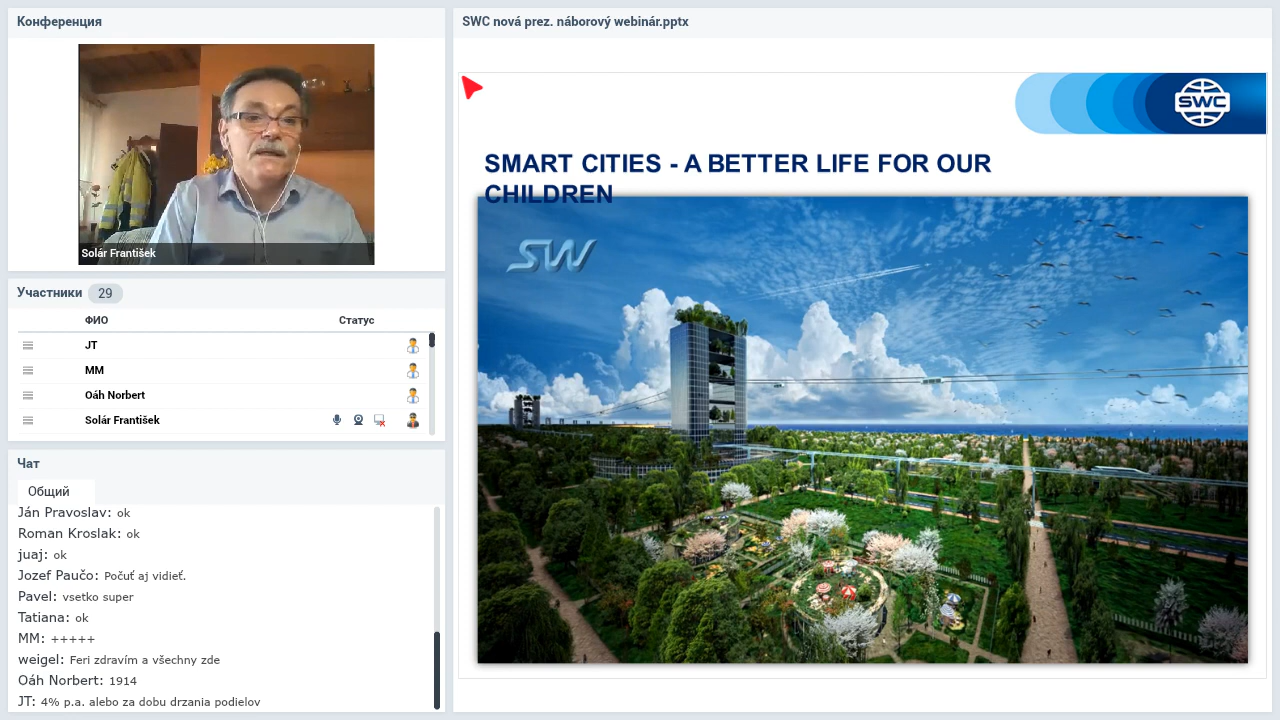 Конференция
Solár František
Участники 29
ФИО Статус
JT
MM
Oáh Norbert
Solár František
Чат
Общий
Ján Pravoslav: ok
Roman Kroslak: ok
juaj: ok
Jozef Paučo: Počuť aj vidieť.
Pavel: vsetko super
Tatiana: ok
MM: +++++
weigel: Feri zdravím a všechny zde
Oáh Norbert: 1914
JT: 4% p.a. alebo za dobu drzania podielov
SWC nová prez. náborový webinár.pptx
SWC
SMART CITIES - A BETTER LIFE FOR OUR
CHILDREN
SW